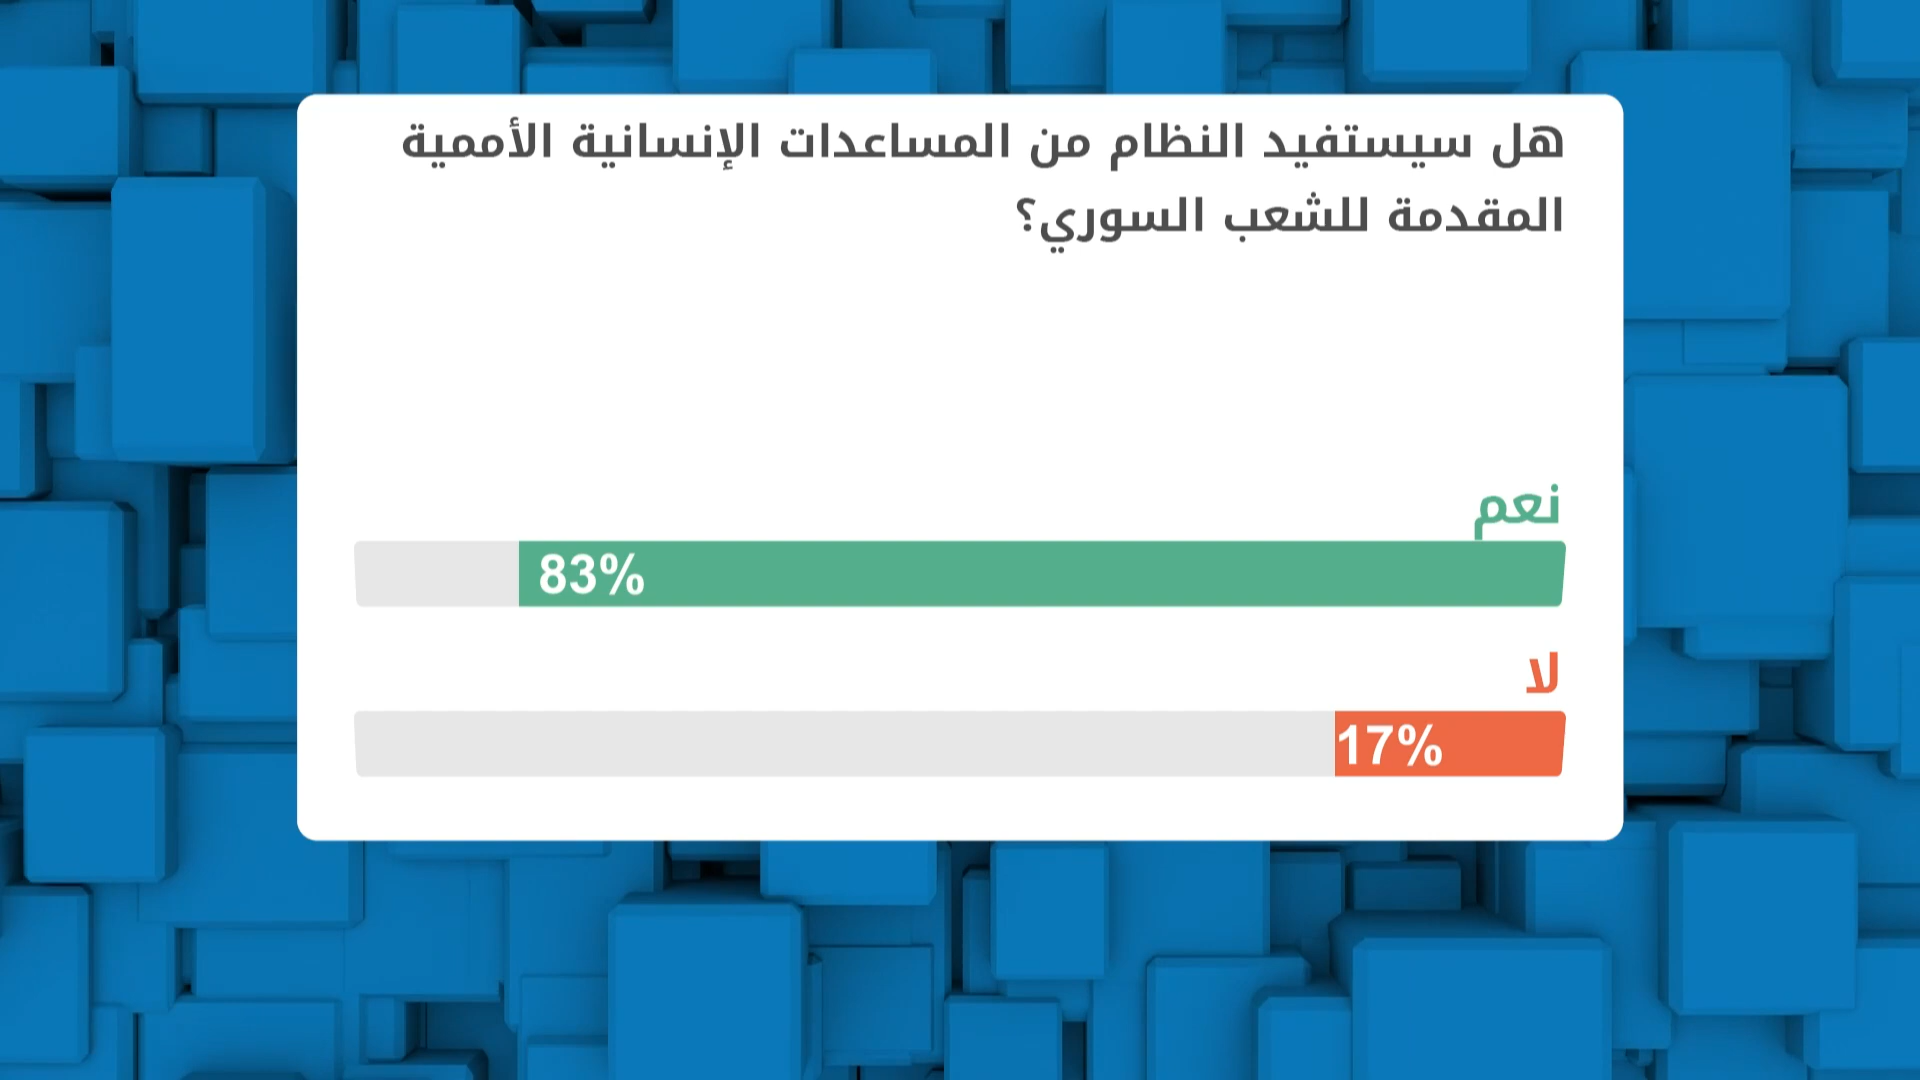 هل سيستفيد النظام من المساعدات الإنسانية الأممية
المقدمة للشعب السوري؟
نعم
83%
لا
17%